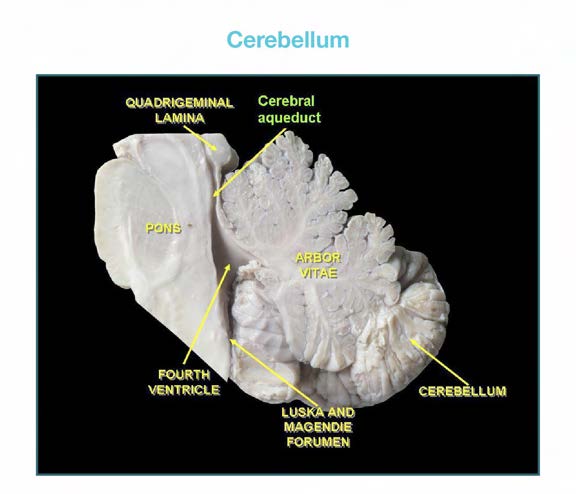 Cerebellum
QUADRIGEMINAL
LAMINA
Cerebral
aqueduct
PONS
ARBOR
VITAE
FOURTH
VENTRICLE
CEREBELLUM
LUSKA AND
MAGENDIE
FORUMEN